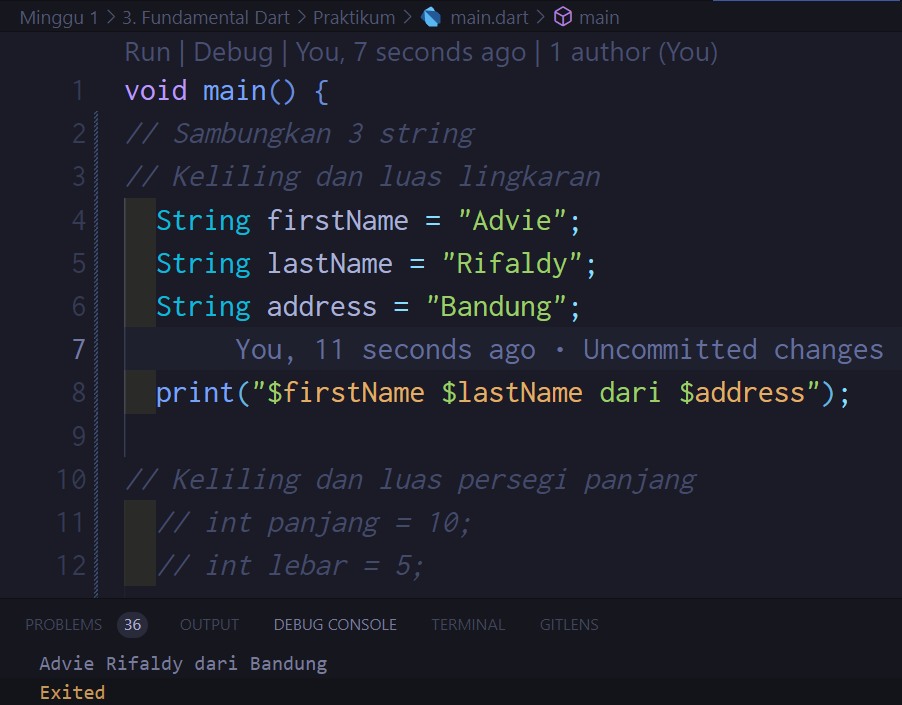 Minggu 1 > 3. Fundamental Dart > Praktikum > main.dart > main
Run | Debug | You, 7 seconds ago | 1 author (You)
1 void main() {
2 // Sambungkan 3 string
3 // Keliling dan luas lingkaran
4 String firstName = "Advie";
5 String lastName = "Rifaldy";
6 String address = "Bandung";
7 You, 11 seconds ago • Uncommitted changes
8 print("$firstName $lastName dari $address");
9
10 // Keliling dan luas persegi panjang
11 // int panjang = 10;
12 // int lebar = 5;
PROBLEMS 36 OUTPUT DEBUG CONSOLE TERMINAL GITLENS
Advie Rifaldy dari Bandung
Exited